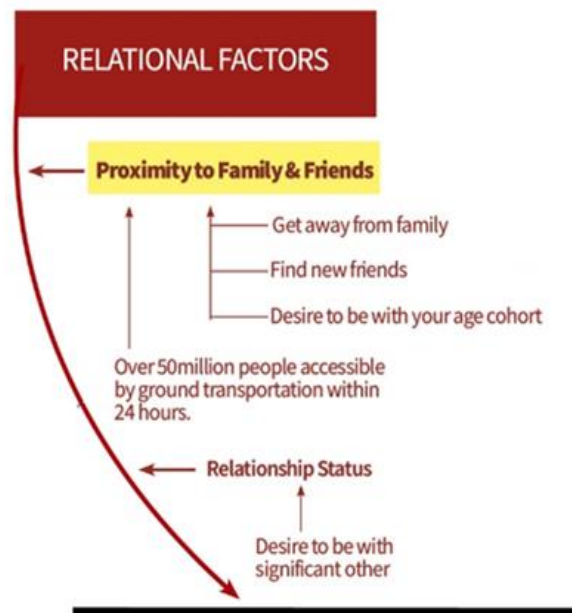 RELATIONAL FACTORS
Proximity to Family & Friends
Get away from family
Find new friends
Desire to be with your age cohort
Over 50million people accessible
by ground transportation within
24 hours.
Relationship Status
Desire to be with
significant other